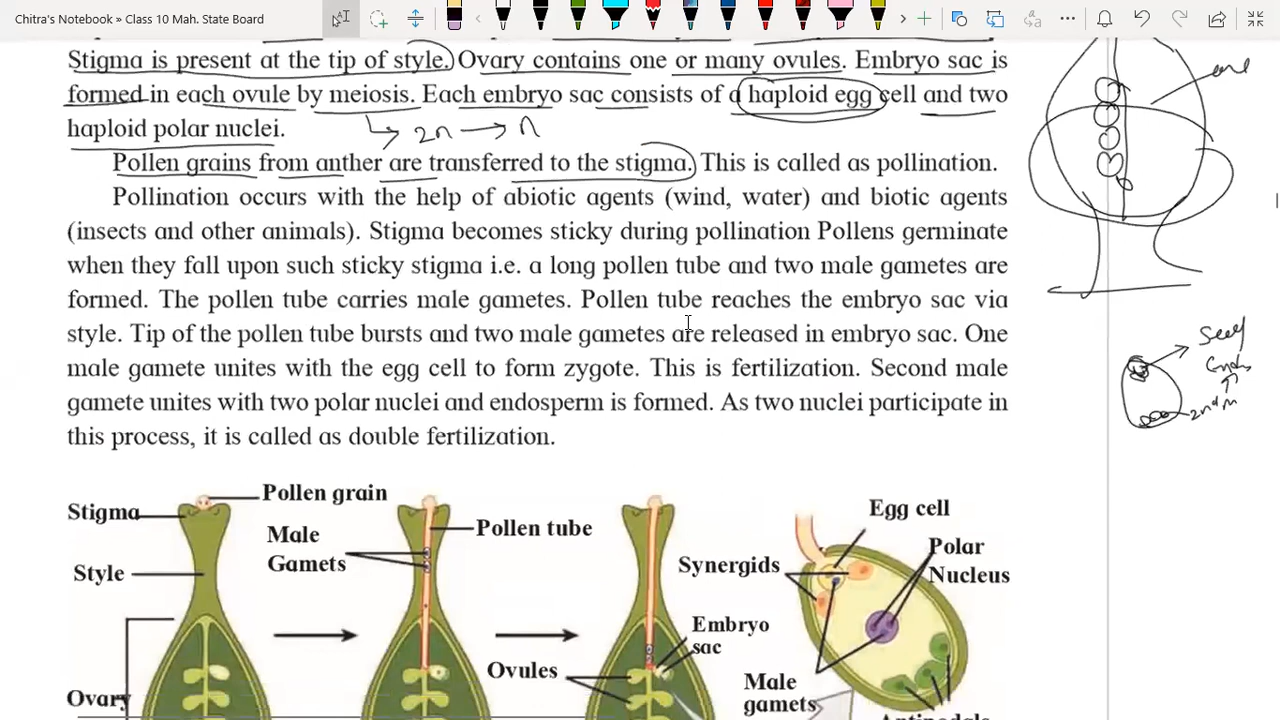 Chitra's Notebook » Class 10 Mah. State Board
Stigma is present at the tip of style. Ovary contains one or many ovules. Embryo sac is
formed in each ovule by meiosis. Each embryo sac consists of a haploid egg cell and two
haploid polar nuclei.
2n → n
Pollen grains from anther are transferred to the stigma. This is called as pollination.
Pollination occurs with the help of abiotic agents (wind, water) and biotic agents
(insects and other animals). Stigma becomes sticky during pollination Pollens germinate
when they fall upon such sticky stigma i.e. a long pollen tube and two male gametes are
formed. The pollen tube carries male gametes. Pollen tube reaches the embryo sac via
style. Tip of the pollen tube bursts and two male gametes are released in embryo sac. One
male gamete unites with the egg cell to form zygote. This is fertilization. Second male
gamete unites with two polar nuclei and endosperm is formed. As two nuclei participate in
this process, it is called as double fertilization.
2nd m
Pollen grain
Stigma
Male
Gamets
Pollen tube
Style
Ovary
Ovules
Embryo
sac
Synergids
Egg cell
Polar
Nucleus
Male
gamets
Antipodals